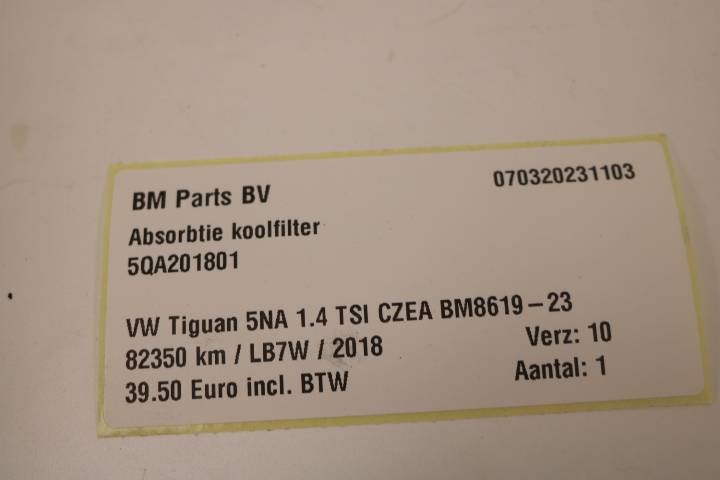 BM Parts BV
070320231103
Absorbtie koolfilter
5QA201801
VW Tiguan 5NA 1.4 TSI CZEA BM8619-23
82350 km / LB7W / 2018
Verz: 10
39.50 Euro incl. BTW
Aantal: 1